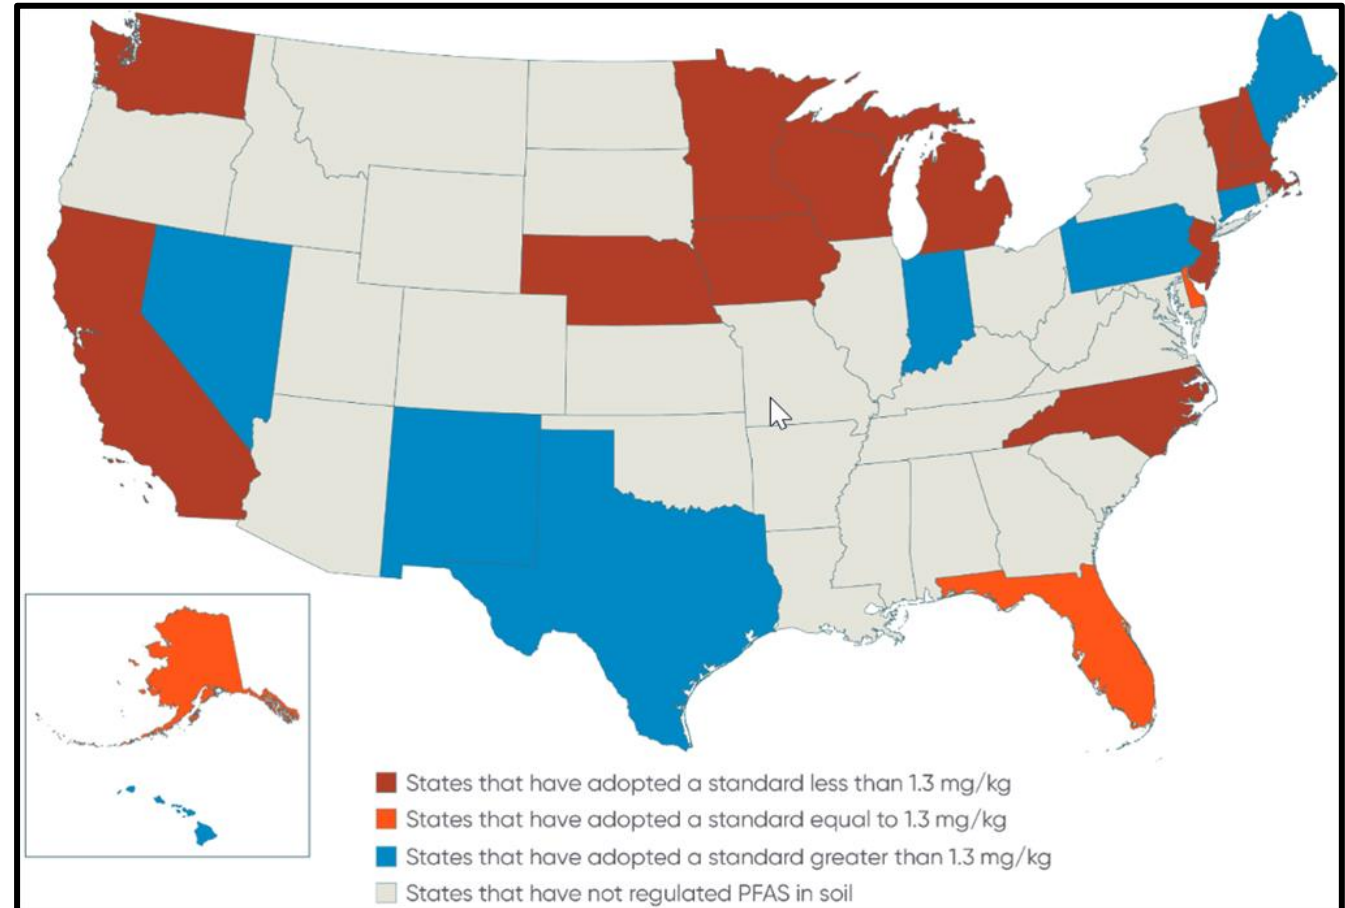 States that have adopted a standard less than 1.3 mg/kg
States that have adopted a standard equal to 1.3 mg/kg
States that have adopted a standard greater than 1.3 mg/kg
States that have not regulated PFAS in soil